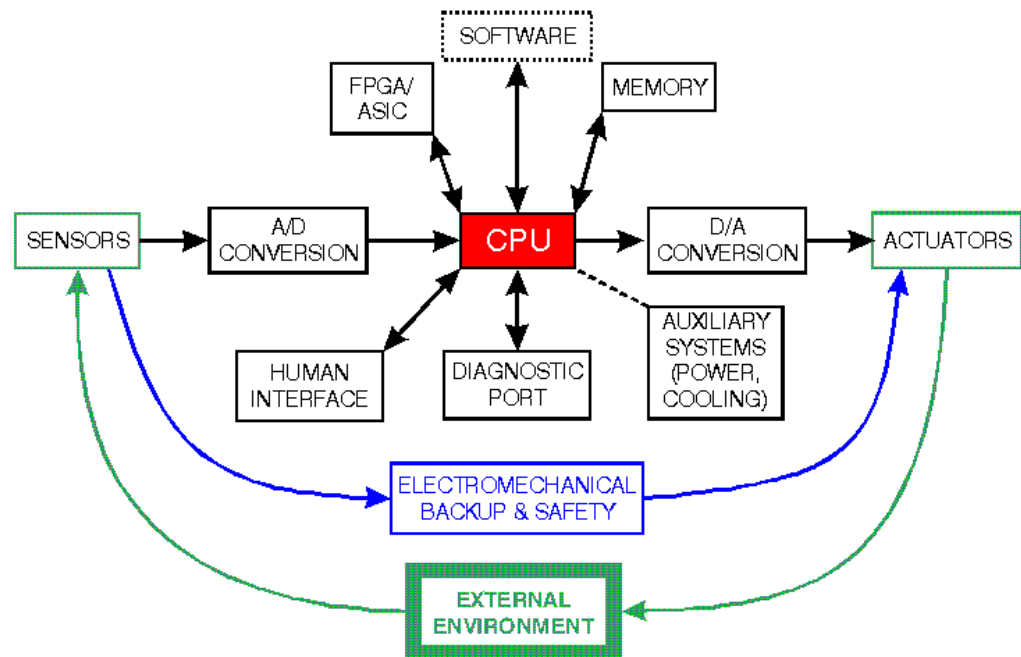 SOFTWARE
FPGA/
ASIC
MEMORY
SENSORS
A/D
CONVERSION
CPU
D/A
CONVERSION
ACTUATORS
HUMAN
INTERFACE
DIAGNOSTIC
PORT
AUXILIARY
SYSTEMS
(POWER,
COOLING)
ELECTROMECHANICAL
BACKUP & SAFETY
EXTERNAL
ENVIRONMENT